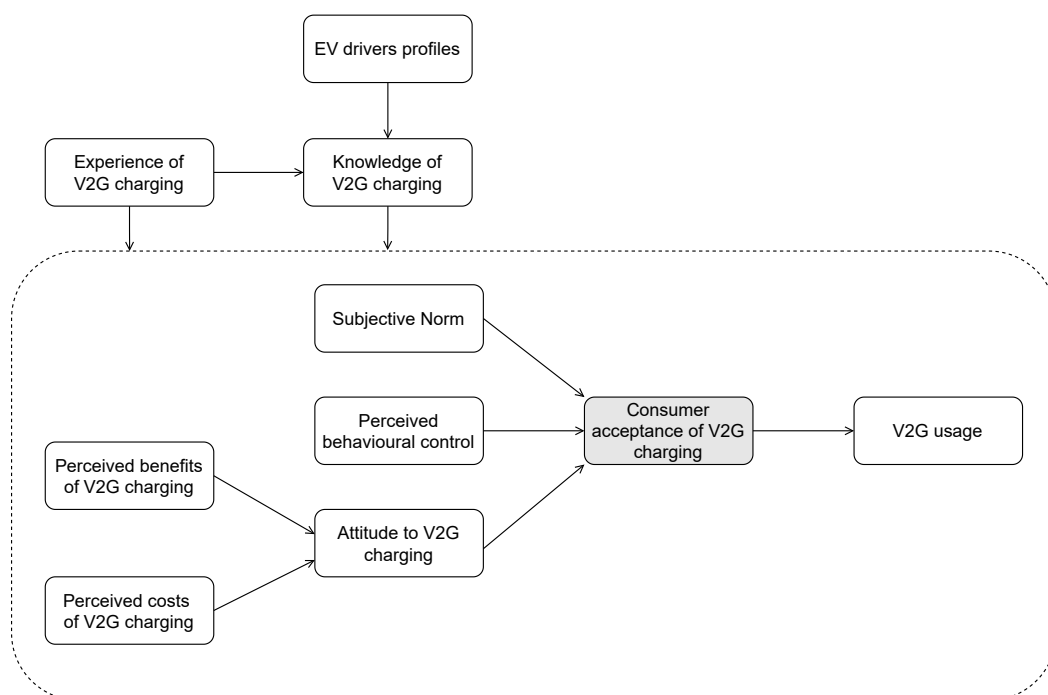 EV drivers profiles
Experience of
V2G charging
Knowledge of
V2G charging
Subjective Norm
Perceived
behavioural control
Consumer
acceptance of V2G
charging
V2G usage
Perceived benefits
of V2G charging
Attitude to V2G
charging
Perceived costs
of V2G charging